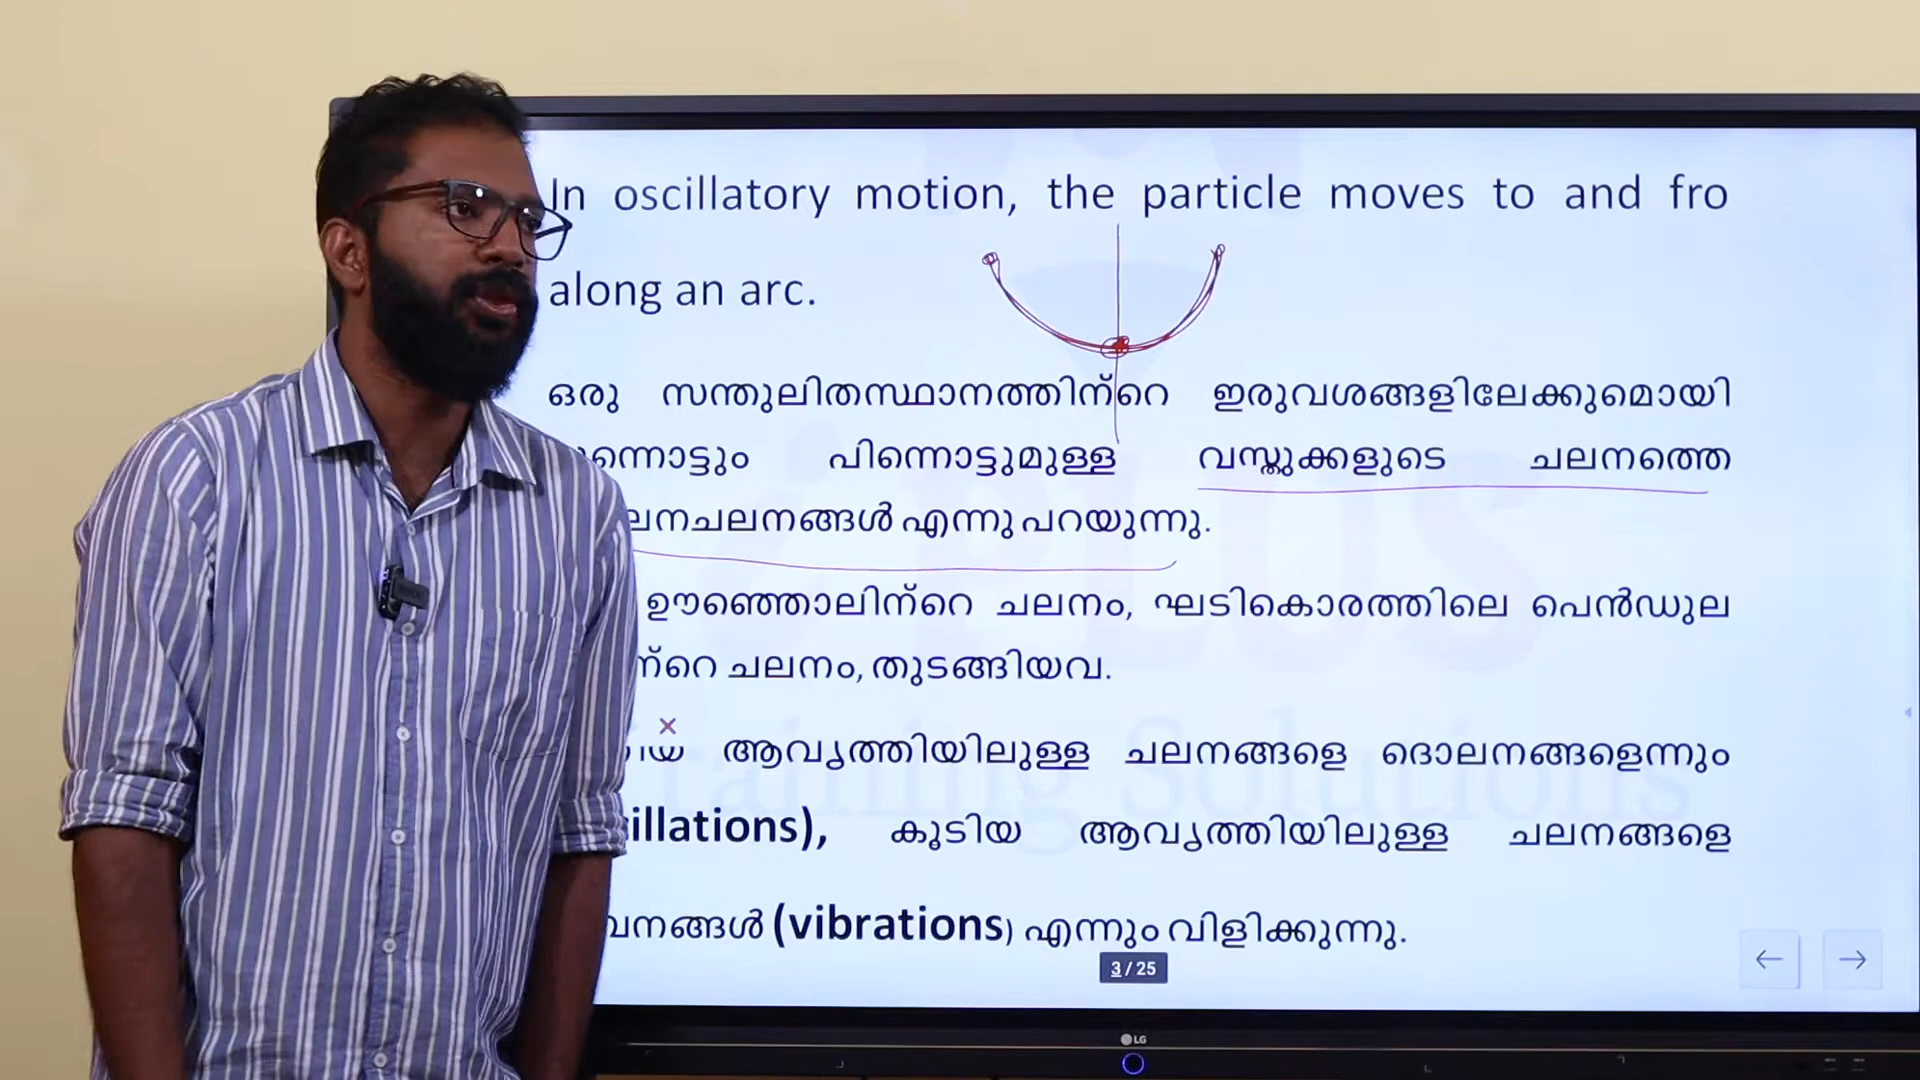 In oscillatory motion, the particle moves to and fro
along an arc.
ഒരു സന്തുലിതസ്ഥാനത്തിന്റെ ഇരുവശങ്ങളിലേക്കുമൊയി
ന്നൊട്ടും പിന്നൊട്ടുമുള്ള വസ്തുക്കളുടെ ചലനത്തെ
ലനചലനങ്ങൾ എന്നു പറയുന്നു.
ഊഞ്ഞൊലിന്റെ ചലനം, ഘടികൊരത്തിലെ പെൻഡുല
ന്റെ ചലനം, തുടങ്ങിയവ.
ആവൃത്തിയിലുള്ള ചലനങ്ങളെ ദൊലനങ്ങളെന്നും
illations), കൂടിയ ആവൃത്തിയിലുള്ള ചലനങ്ങളെ
നങ്ങൾ (vibrations) എന്നും വിളിക്കുന്നു.
3 / 25
LG